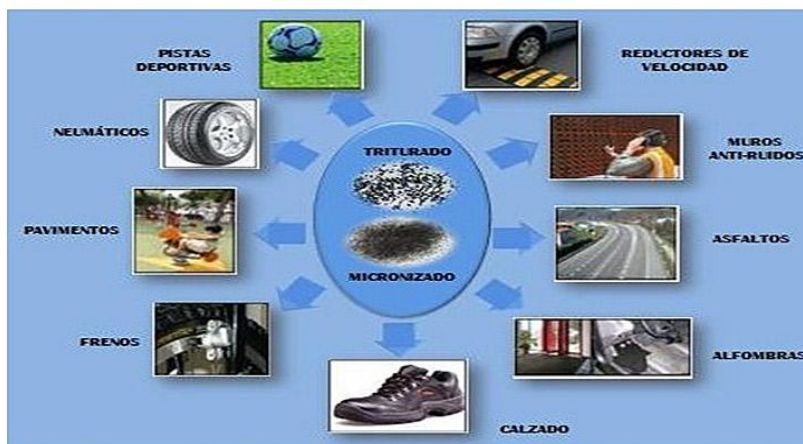 PISTAS
DEPORTIVAS
REDUCTORES DE
VELOCIDAD
NEUMÁTICOS
TRITURADO
MUROS
ANTI-RUIDOS
PAVIMENTOS
ASFALTOS
MICRONIZADO
FRENOS
ALFOMBRAS
CALZADO